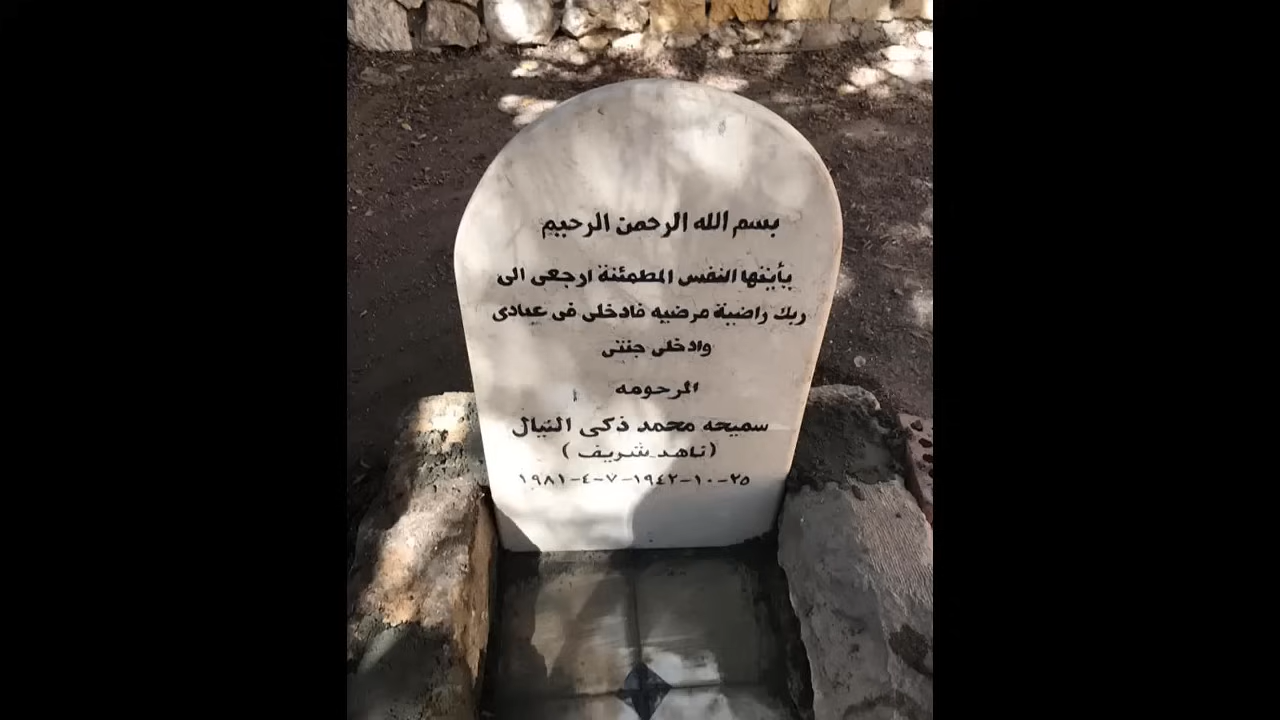 بسم الله الرحمن الرحيم
يأيتها النفس المطمئنة ارجعى الى
ربك راضية مرضيه فادخلى فى عبادى
وادخلى جنتى
المرحومه
سميحه محمد ذكى النيال
(ناهد شريف)
٢٥-١٠-١٩٤٢-٧-٤-١٩٨١